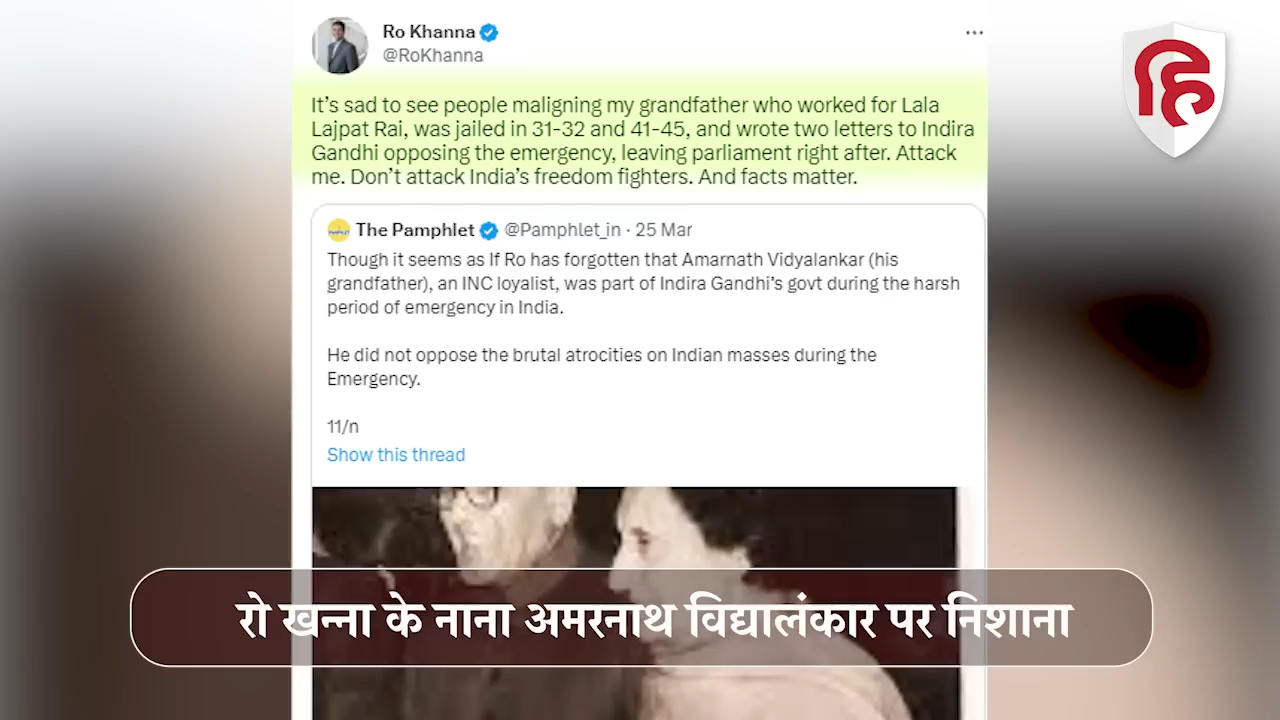 Ro Khanna
@RoKhanna
It’s sad to see people maligning my grandfather who worked for Lala
Lajpat Rai, was jailed in 31-32 and 41-45, and wrote two letters to Indira
Gandhi opposing the emergency, leaving parliament right after. Attack
me. Don’t attack India’s freedom fighters. And facts matter.
The Pamphlet @Pamphlet_in · 25 Mar
Though it seems as If Ro has forgotten that Amarnath Vidyalankar (his
grandfather), an INC loyalist, was part of Indira Gandhi’s govt during the harsh
period of emergency in India.
He did not oppose the brutal atrocities on Indian masses during the
Emergency.
11/n
Show this thread
रो खन्ना के नाना अमरनाथ विद्यालंकार पर निशाना
हि